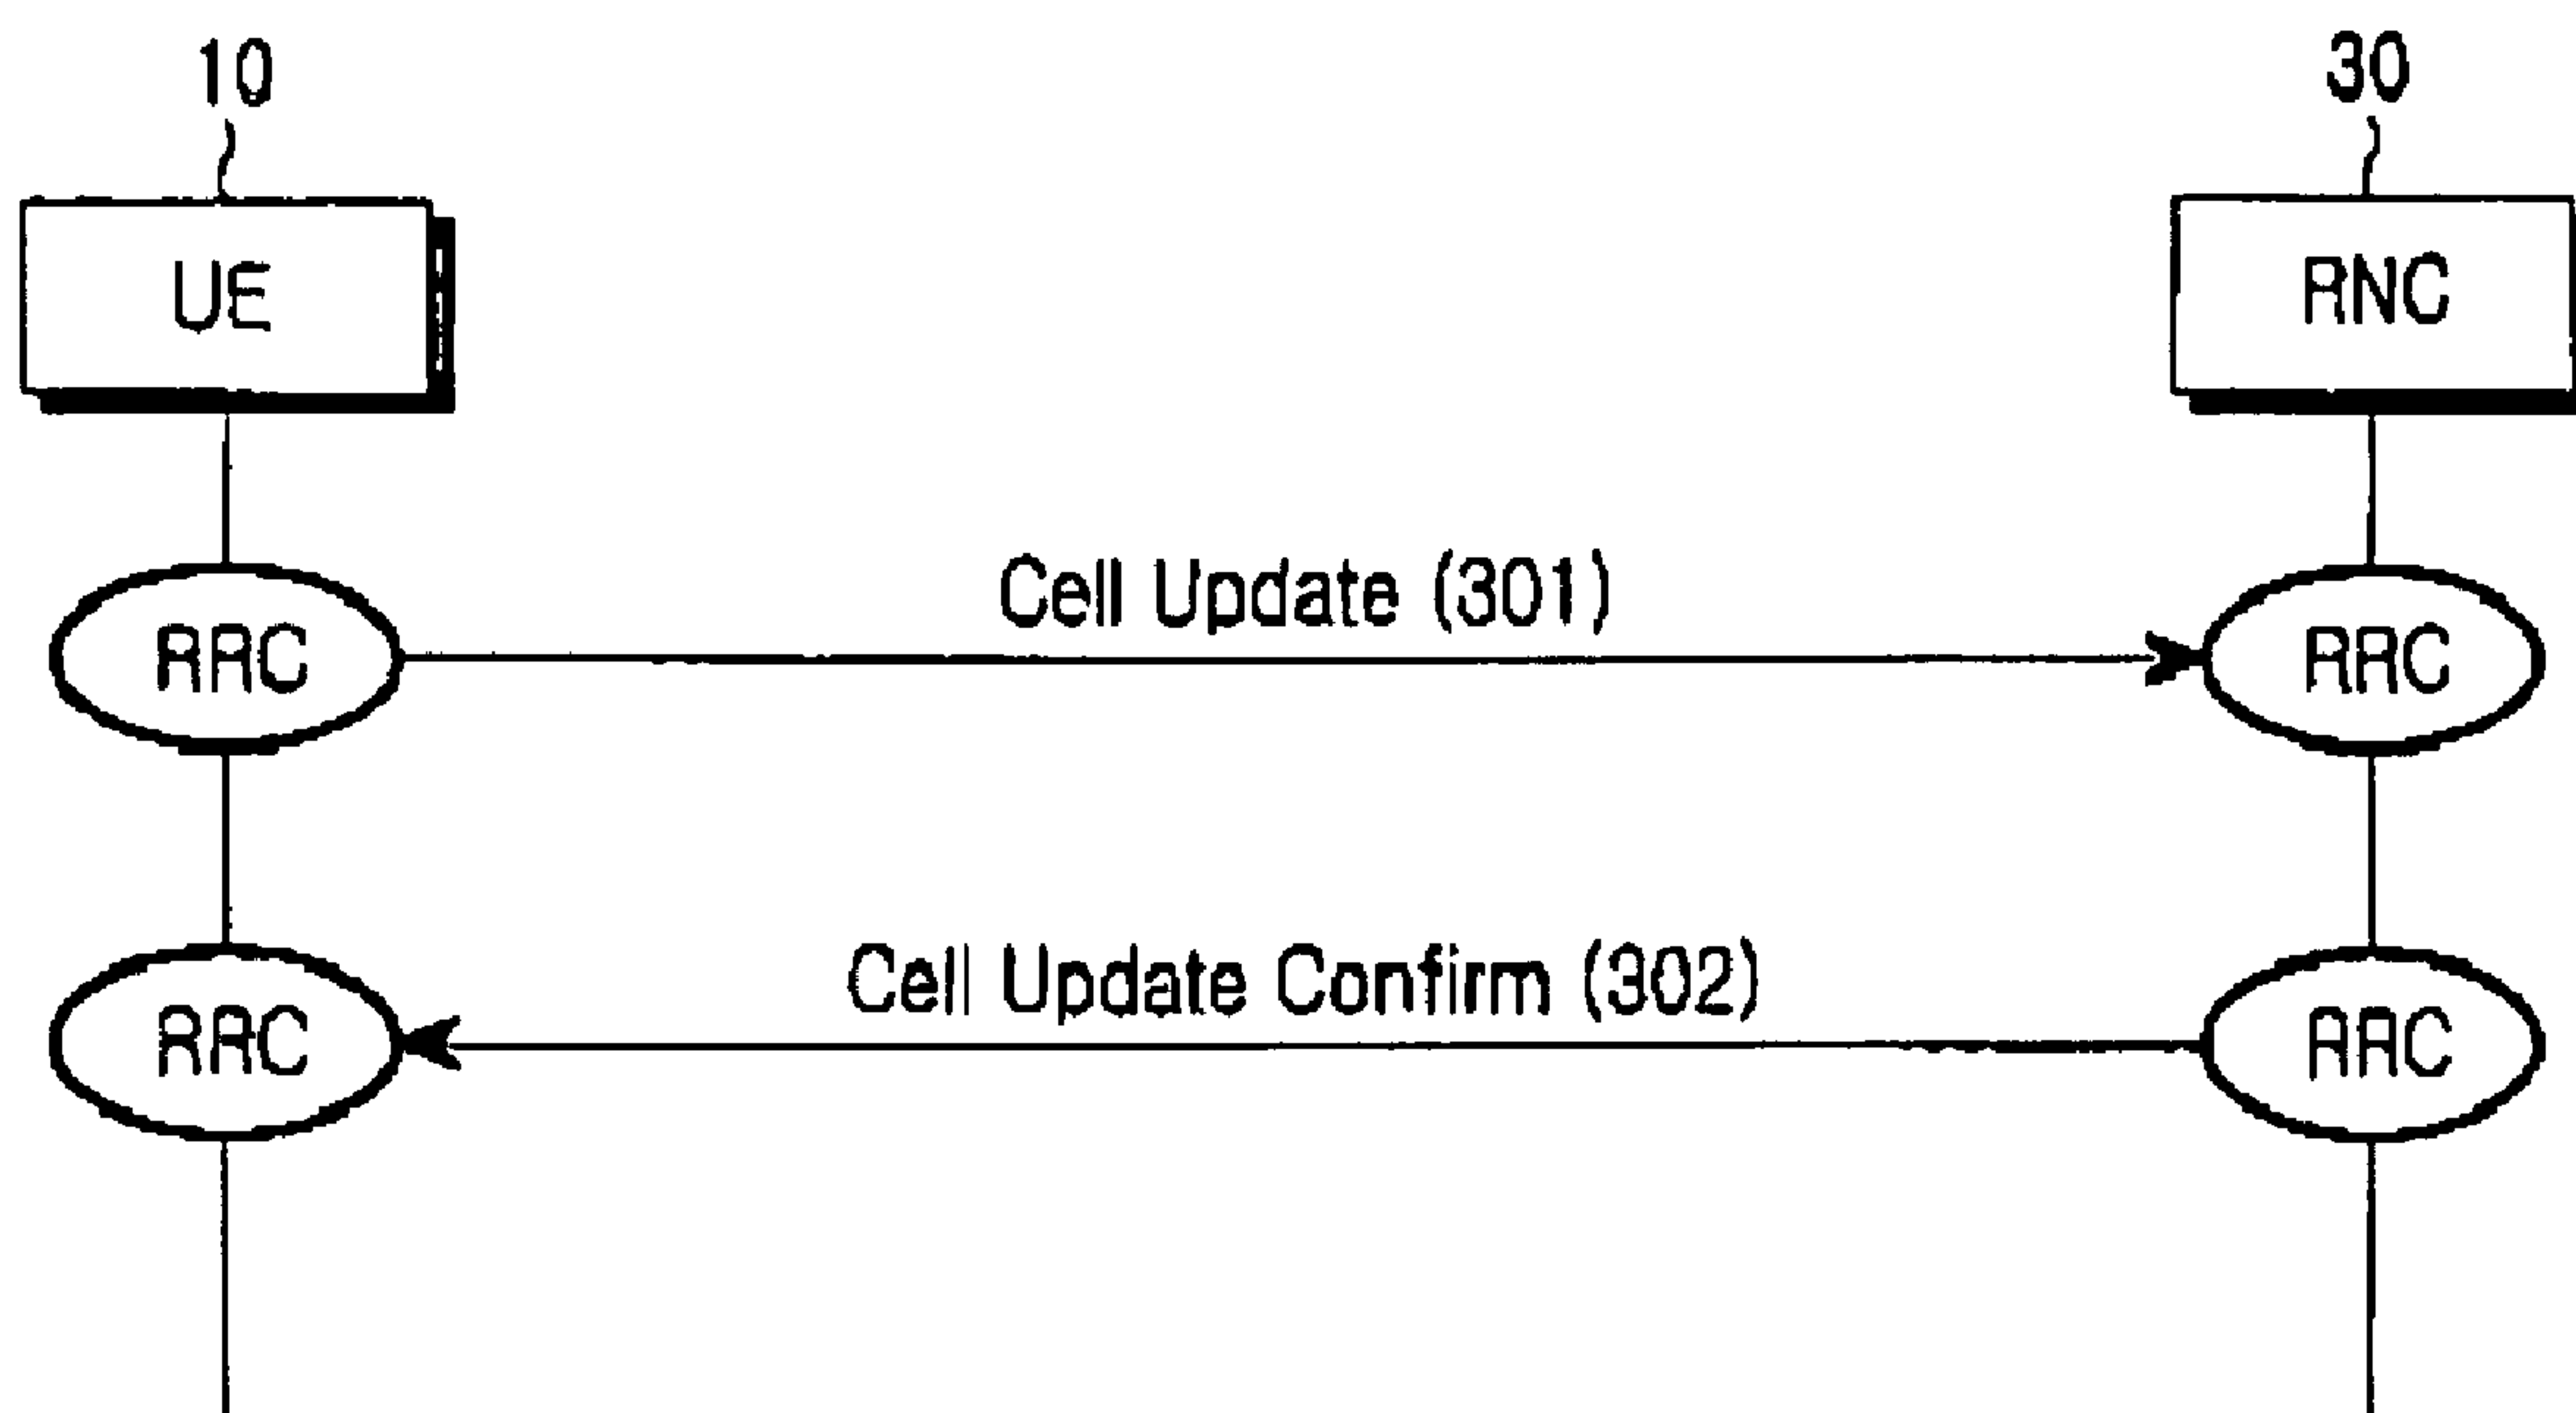 10
30
UE
RNC
Cell Update (301)
RRC
RRC
Cell Update Confirm (302)
RRC
RRC